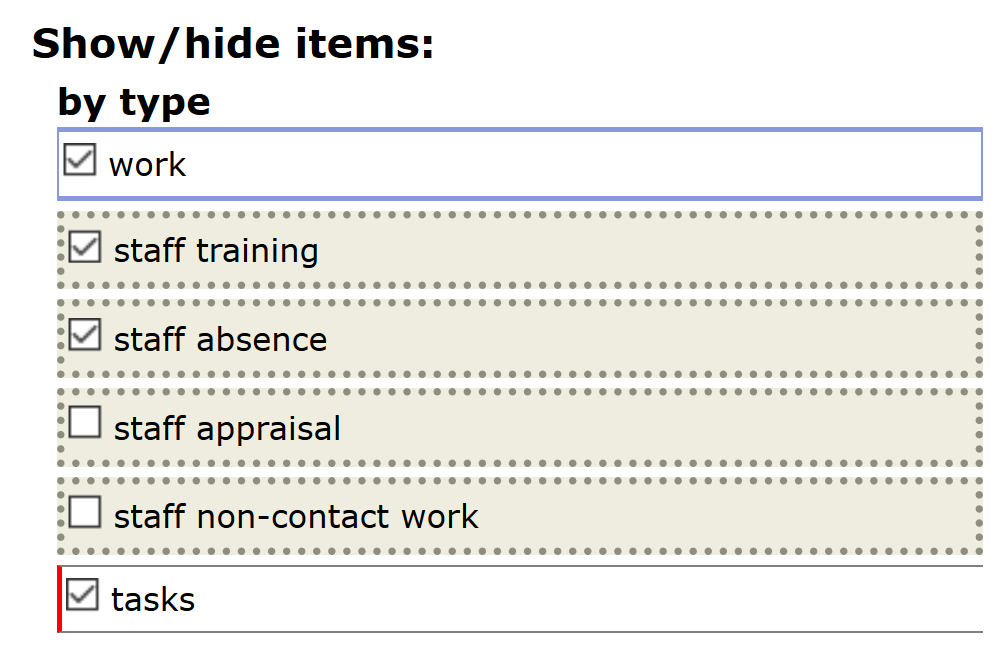 Show/hide items:
by type
work
staff training
staff absence
staff appraisal
staff non-contact work
tasks